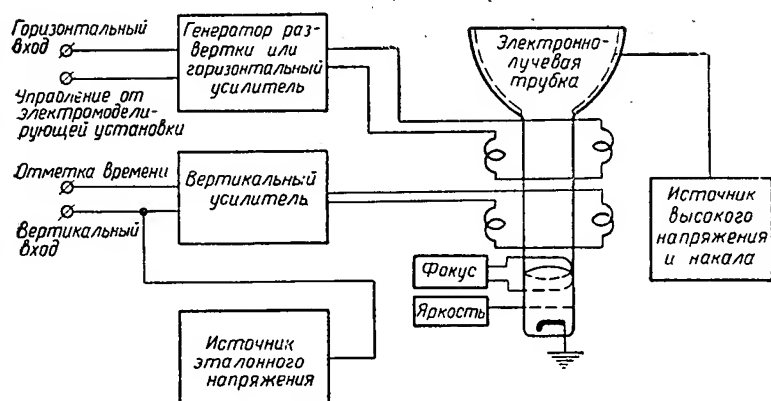 Горизонтальный
вход
Управление от
электромодели-
рующей установки
Генератор раз-
вертки или
горизонтальный
усилитель
Электронно-
лучевая
трубка
Отметка времени
Вертикальный
вход
Вертикальный
усилитель
Источник
высокого
напряжения
и накала
Фокус
Яркость
Источник
эталонного
напряжения